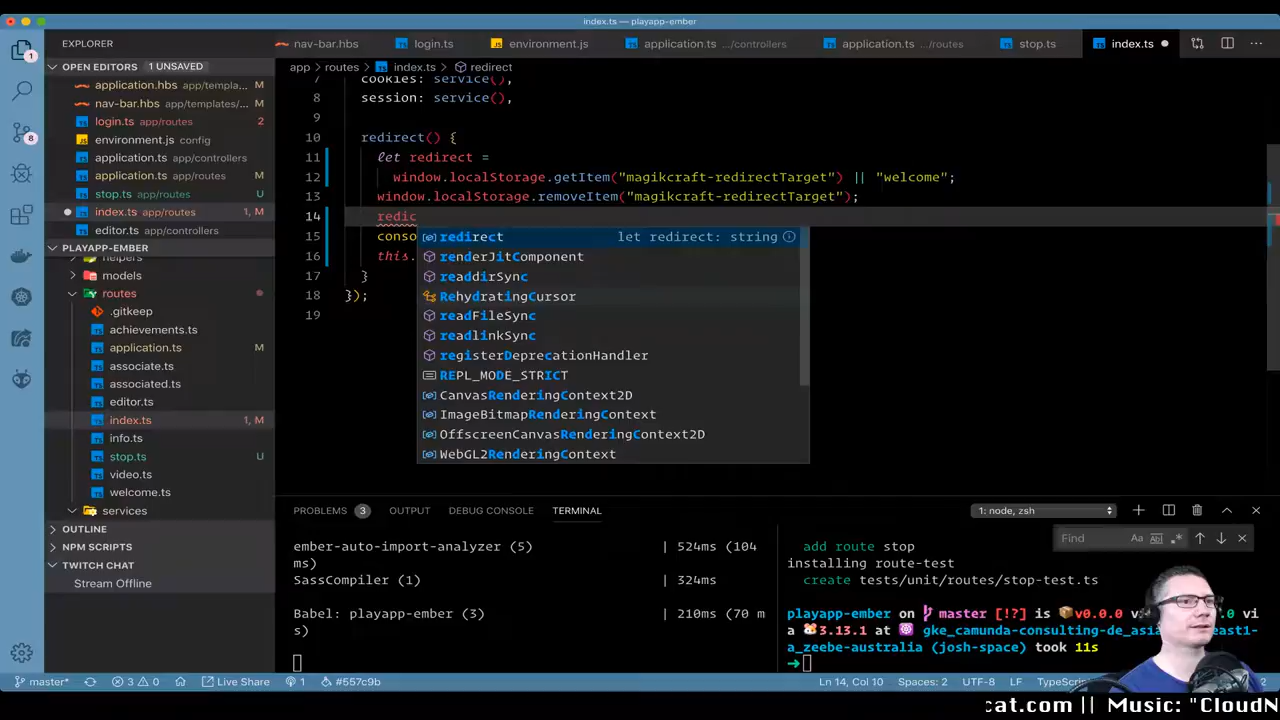 index.ts — playapp-ember
EXPLORER
nav-bar.hbs
login.ts
environment.js
application.ts .../controllers
application.ts .../routes
stop.ts
index.ts
OPEN EDITORS 1 UNSAVED
app › routes › index.ts › redirect
application.hbs app/templa... M
nav-bar.hbs app/templates/... M
login.ts app/routes 2
environment.js config
application.ts app/controllers
application.ts app/routes M
stop.ts app/routes U
index.ts app/routes 1, M
editor.ts app/controllers
PLAYAPP-EMBER
helpers
models
routes
.gitkeep
achievements.ts
application.ts M
associate.ts
associated.ts
editor.ts
index.ts 1, M
info.ts
stop.ts U
video.ts
welcome.ts
services
OUTLINE
NPM SCRIPTS
TWITCH CHAT
Stream Offline
7 cookies: service(),
8 session: service(),
9
10 redirect() {
11 let redirect =
12 window.localStorage.getItem("magikcraft-redirectTarget") || "welcome";
13 window.localStorage.removeItem("magikcraft-redirectTarget");
14 redic
15 conso
16 this.
17 }
18 });
19
redirect let redirect: string
renderJitComponent
readdirSync
RehydratingCursor
readFileSync
readlinkSync
registerDeprecationHandler
REPL_MODE_STRICT
CanvasRenderingContext2D
ImageBitmapRenderingContext
OffscreenCanvasRenderingContext2D
WebGL2RenderingContext
PROBLEMS 3 OUTPUT DEBUG CONSOLE TERMINAL
1: node, zsh
Find
Aa
ember-auto-import-analyzer (5) | 524ms (104
ms)
SassCompiler (1) | 324ms
Babel: playapp-ember (3) | 210ms (70 m
s)
add route stop
installing route-test
create tests/unit/routes/stop-test.ts
playapp-ember on master [!?] is v0.0.0 vi .0 vi
a 3.13.1 at gke_camunda-consulting-de_asia east1-
a_zeebe-australia (josh-space) took 11s
master* 3 0 Live Share 1 #557c9b
Ln 14, Col 10 Spaces: 2 UTF-8 LF TypeScri
cat.com || Music: "CloudN